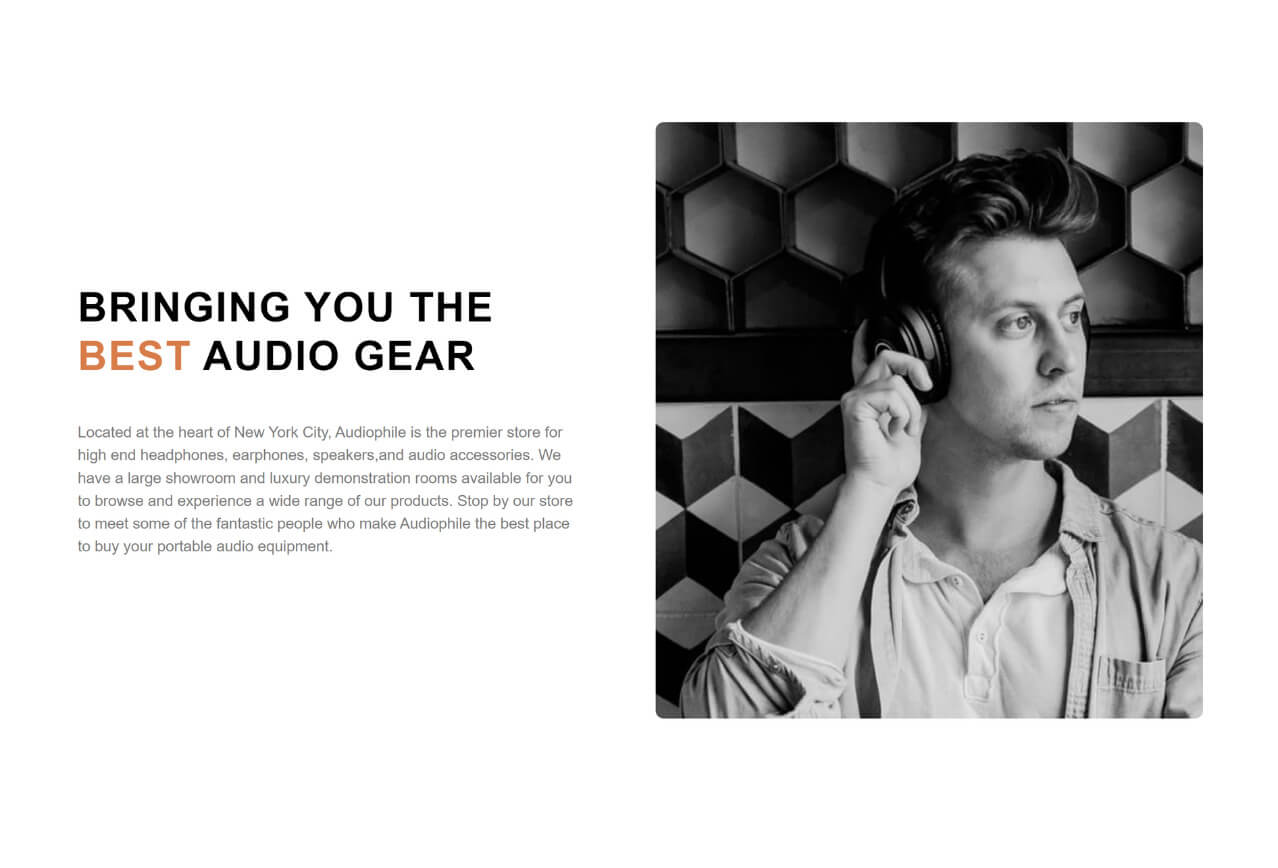 BRINGING YOU THE
BEST AUDIO GEAR
Located at the heart of New York City, Audiophile is the premier store for
high end headphones, earphones, speakers,and audio accessories. We
have a large showroom and luxury demonstration rooms available for you
to browse and experience a wide range of our products. Stop by our store
to meet some of the fantastic people who make Audiophile the best place
to buy your portable audio equipment.